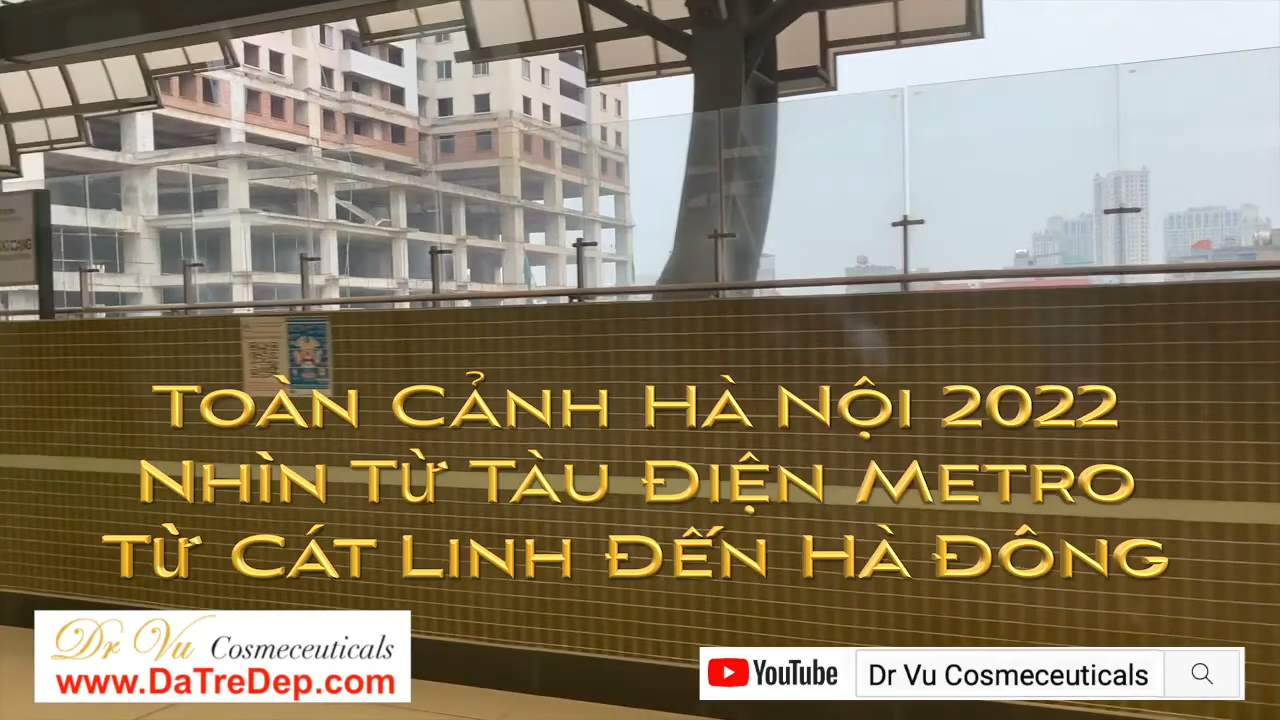 Toàn Cảnh Hà Nội 2022
Nhìn Từ Tàu Điện Metro
Từ Cát Linh Đến Hà Đông
Dr Vu Cosmeceuticals
www.DaTreDep.com
YouTube Dr Vu Cosmeceuticals